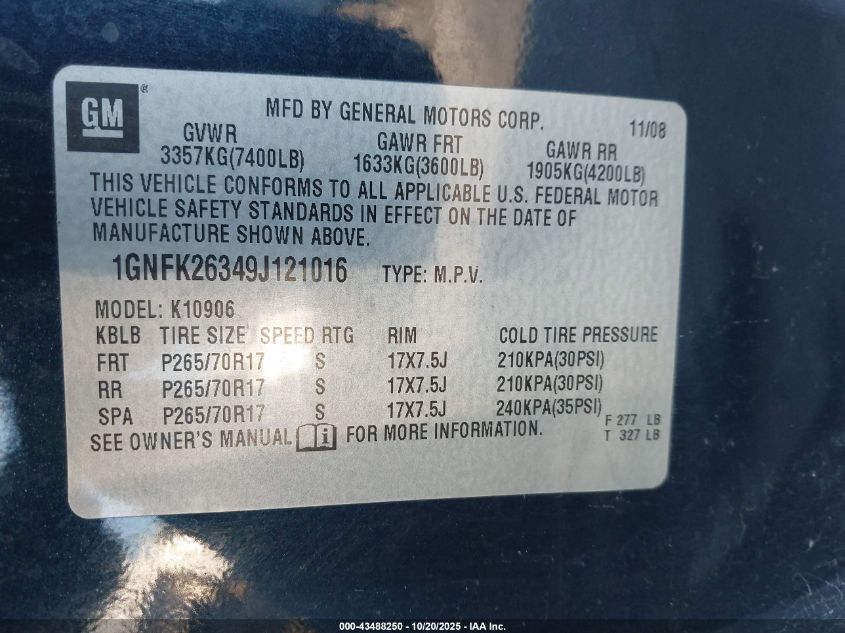 GM®
MFD BY GENERAL MOTORS CORP. 11/08
GVWR GAWR FRT GAWR RR
3357KG(7400LB) 1633KG(3600LB) 1905KG(4200LB)
THIS VEHICLE CONFORMS TO ALL APPLICABLE U.S. FEDERAL MOTOR
VEHICLE SAFETY STANDARDS IN EFFECT ON THE DATE OF
MANUFACTURE SHOWN ABOVE.
1GNFK26349J121016 TYPE: M.P.V.
MODEL: K10906
KBLB TIRE SIZE SPEED RTG RIM COLD TIRE PRESSURE
FRT P265/70R17 S 17X7.5J 210KPA(30PSI)
RR P265/70R17 S 17X7.5J 210KPA(30PSI)
SPA P265/70R17 S 17X7.5J 240KPA(35PSI)
F 277 LB
SEE OWNER'S MANUAL i FOR MORE INFORMATION.
T 327 LB
000-43488250 - 10/20/2025 - IAA Inc.